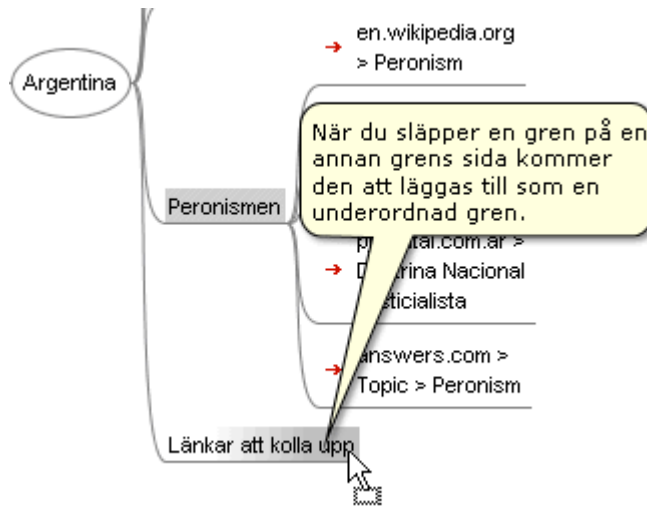 en.wikipedia.org
> Peronism
Argentina
När du släpper en gren på en
annan grens sida kommer
den att läggas till som en
underordnad gren.
Peronismen
>
Nacional
answers.com >
Topic > Peronism
Länkar att kolla upp